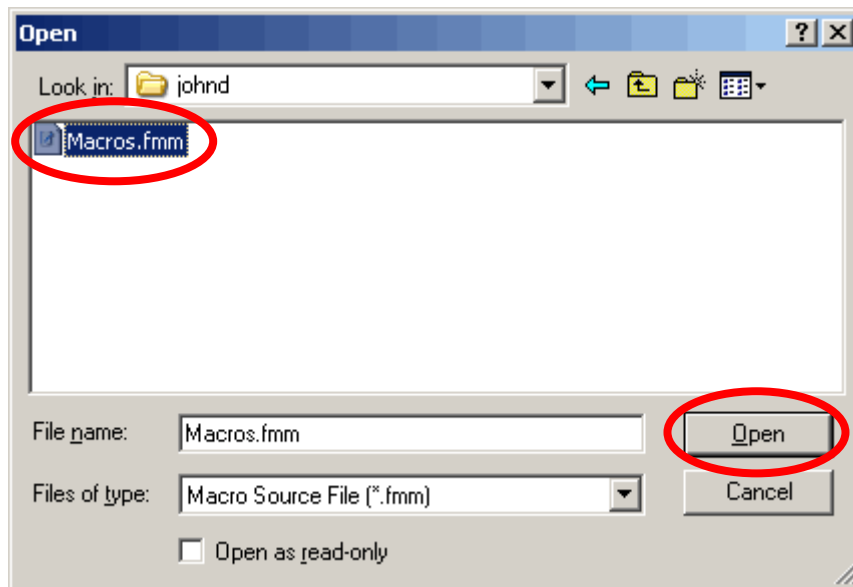 Open
Look in: johnd
Macros.fmm
File name: Macros.fmm Open
Files of type: Macro Source File (*.fmm) Cancel
Open as read-only